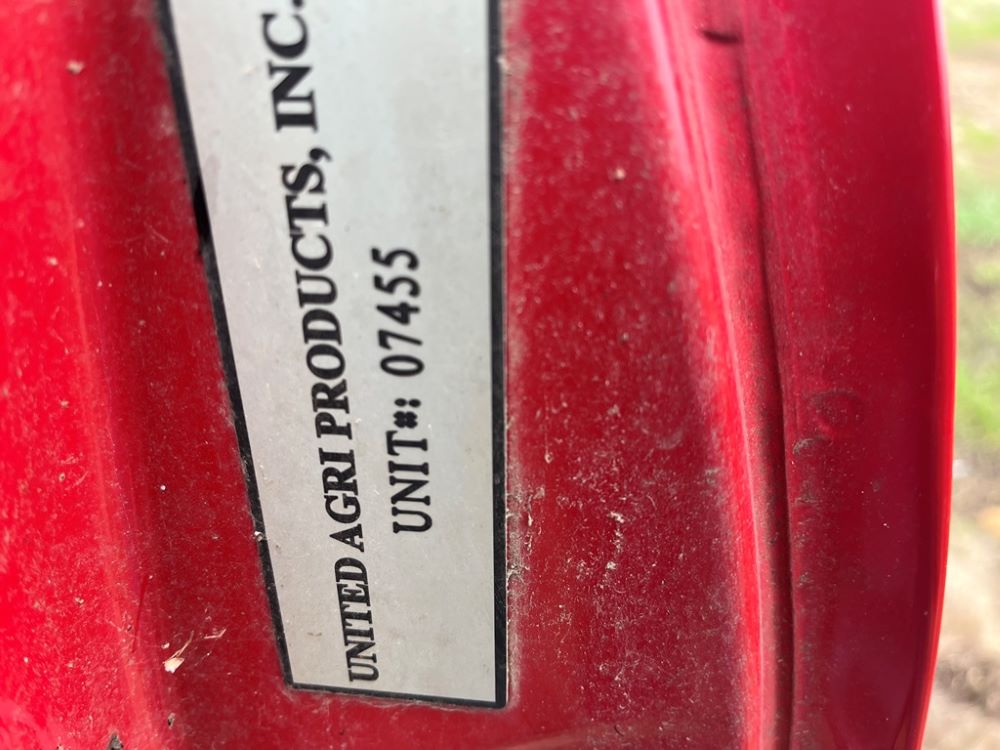 UNITED AGRI PRODUCTS, INC.
UNIT#: 07455